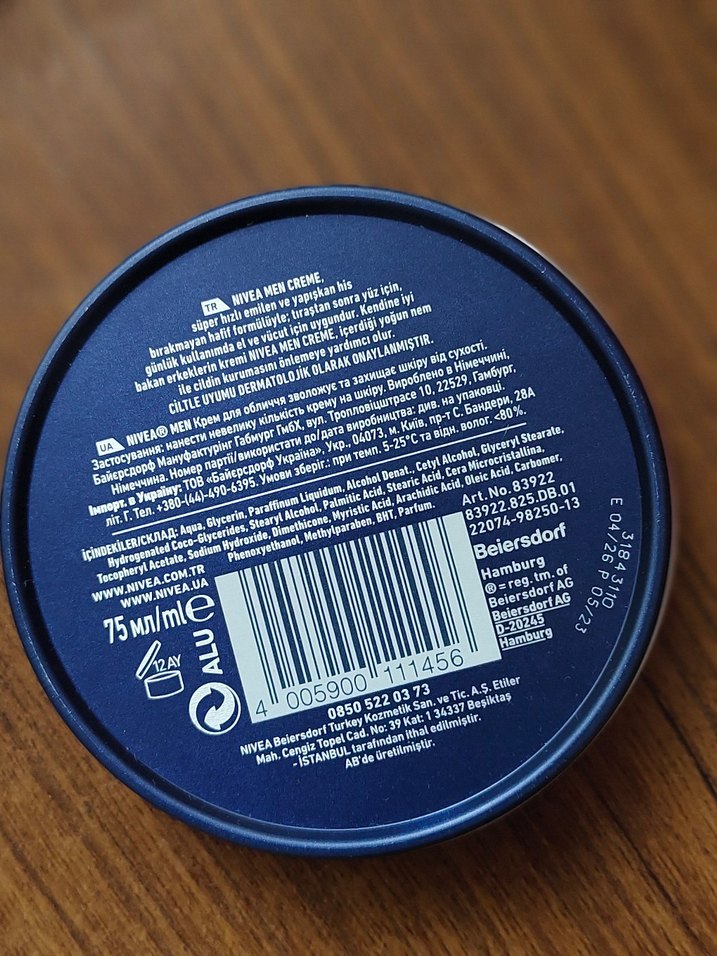 TR NIVEA MEN CREME,
süper hızlı emilen ve yapışkan his
bırakmayan hafif formülüyle; tıraştan sonra yüz için,
günlük kullanımda el ve vücut için uygundur. Kendine iyi
bakan erkeklerin kremi NIVEA MEN CREME, içerdiği yoğun nem
ile cildin kurumasını önlemeye yardımcı olur.
CİLTLE UYUMU DERMATOLOJİK OLARAK ONAYLANMIŞTIR.
UA NIVEA® MEN Крем для обличчя зволожує та захищає шкіру від сухості.
Застосування: нанести невелику кількість крему на шкіру. Вироблено в Німеччині,
Байєрсдорф Мануфактурінг Гамбург ГмбХ, вул. Тропловіцштрасе 10, 22529, Гамбург,
Німеччина. Номер партії/використати до/дата виробництва: див. на упаковці.
Імпорт. в Україну: ТОВ «Байєрсдорф Україна», Укр., 04073, м. Київ, пр-т С. Бандери, 28А
літ. Г. Тел. +380-(44)-490-6395. Умови зберіг.: при темп. 5-25°C та відн. волог. <80%.
İÇİNDEKİLER/СКЛАД: Aqua, Glycerin, Paraffinum Liquidum, Alcohol Denat., Cetyl Alcohol, Glyceryl Stearate,
Hydrogenated Coco-Glycerides, Stearyl Alcohol, Palmitic Acid, Stearic Acid, Cera Microcristallina,
Tocopheryl Acetate, Sodium Hydroxide, Dimethicone, Myristic Acid, Arachidic Acid, Oleic Acid, Carbomer,
Phenoxyethanol, Methylparaben, BHT, Parfum.
WWW.NIVEA.COM.TR
WWW.NIVEA.UA
75 мл/ml e
12 AY
ALU
Art. No. 83922
83922.825.DB.01
22074-98250-13
Beiersdorf
Hamburg
® = reg. tm. of
Beiersdorf AG
Beiersdorf AG
D-20245
Hamburg
31843110
E 04/26 P 05/23
4 005900 111456
0850 522 03 73
NIVEA Beiersdorf Turkey Kozmetik San. ve Tic. A.Ş. Etiler
Mah. Cengiz Topel Cad. No: 39 Kat: 1 34337 Beşiktaş
- İSTANBUL tarafından ithal edilmiştir.
AB'de üretilmiştir.